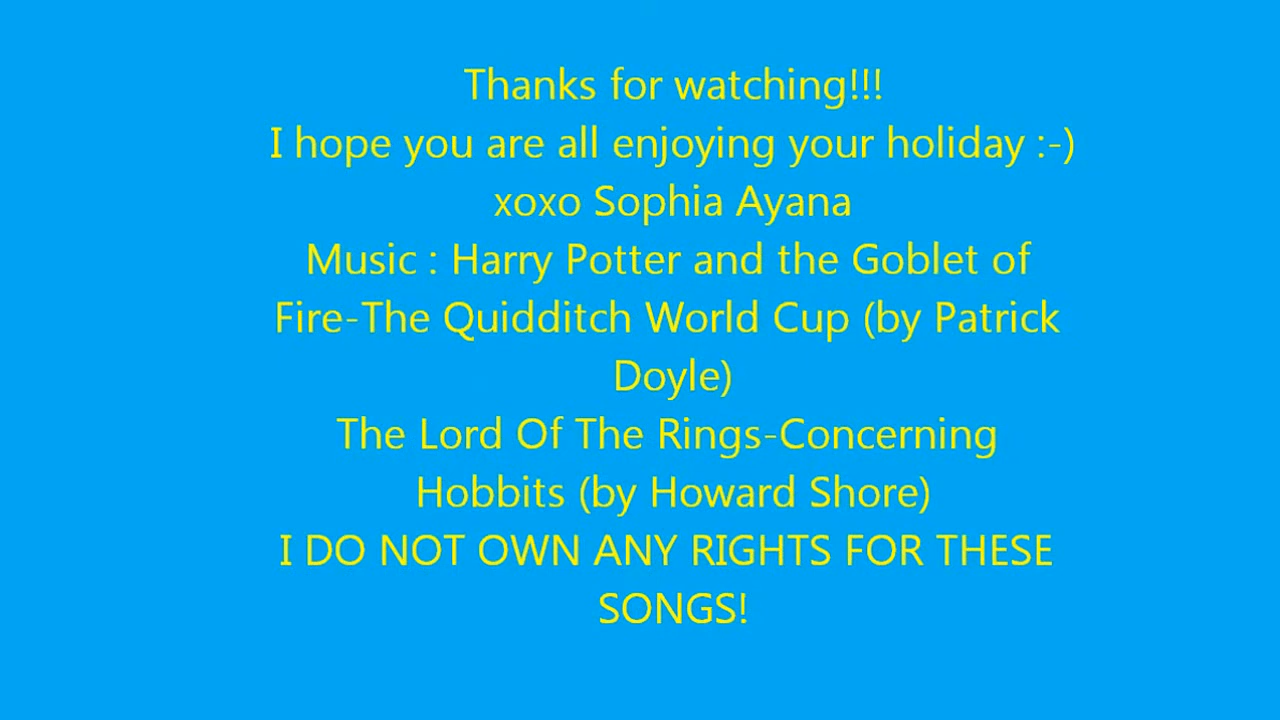 Thanks for watching!!!
I hope you are all enjoying your holiday :-)
xoxo Sophia Ayana
Music : Harry Potter and the Goblet of
Fire-The Quidditch World Cup (by Patrick
Doyle)
The Lord Of The Rings-Concerning
Hobbits (by Howard Shore)
I DO NOT OWN ANY RIGHTS FOR THESE
SONGS!